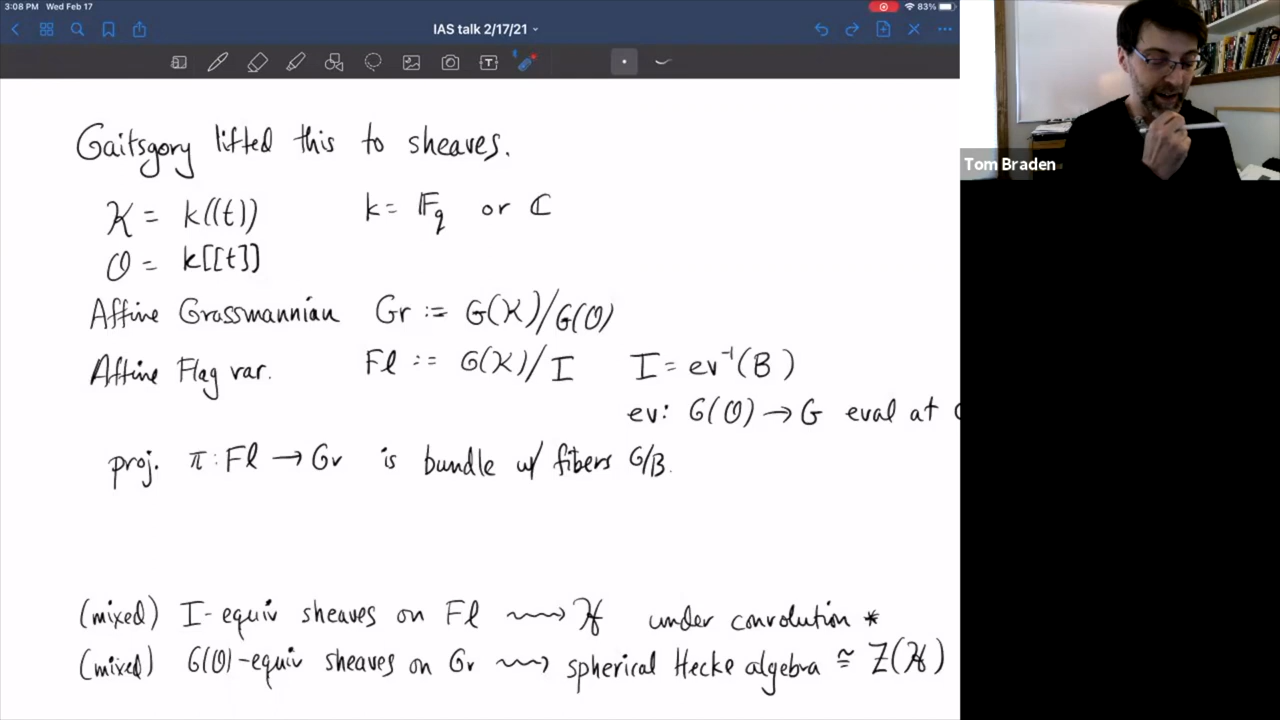 3:08 PM Wed Feb 17
83%
IAS talk 2/17/21
Gaitsgory lifted this to sheaves.
𝒦 = k((t)) k = 𝔽_q or ℂ
𝒪 = k[[t]]
Affine Grassmannian Gr := G(𝒦)/G(𝒪)
Affine Flag var. Fl := G(𝒦)/I I = ev⁻¹(B)
ev: G(𝒪) → G eval at
proj. π: Fl → Gr is bundle w/ fibers G/B.
(mixed) I-equiv sheaves on Fl ⟿ ℋ under convolution *
(mixed) G(𝒪)-equiv sheaves on Gr ⟿ spherical Hecke algebra ≅ Z(ℋ)
Tom Braden